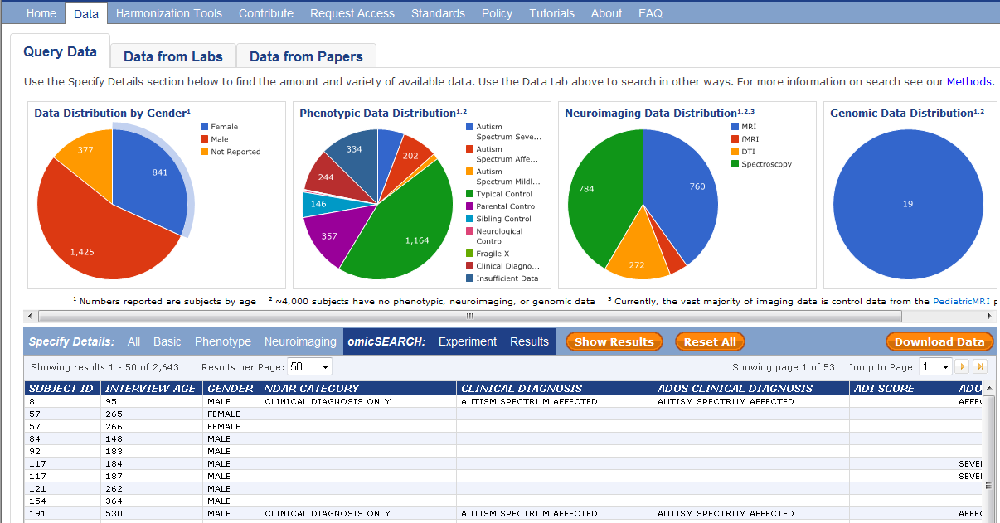 Home Data Harmonization Tools Contribute Request Access Standards Policy Tutorials About FAQ
Query Data Data from Labs Data from Papers
Use the Specify Details section below to find the amount and variety of available data. Use the Data tab above to search in other ways. For more information on search see our Methods.
Data Distribution by Gender¹
841
1,425
377
Female
Male
Not Reported
Phenotypic Data Distribution¹,²
202
1,164
357
146
244
334
Autism
Spectrum Seve...
Autism
Spectrum Affe...
Autism
Spectrum Mildl...
Typical Control
Parental Control
Sibling Control
Neurological
Control
Fragile X
Clinical Diagno...
Insufficient Data
Neuroimaging Data Distribution¹,²,³
760
272
784
MRI
fMRI
DTI
Spectroscopy
Genomic Data Distribution¹,²
19
¹ Numbers reported are subjects by age ² ~4,000 subjects have no phenotypic, neuroimaging, or genomic data ³ Currently, the vast majority of imaging data is control data from the PediatricMRI p
Specify Details: All Basic Phenotype Neuroimaging omicSEARCH: Experiment Results Show Results Reset All Download Data
Showing results 1 - 50 of 2,643 Results per Page: 50 Showing page 1 of 53 Jump to Page: 1
SUBJECT ID INTERVIEW AGE GENDER NDAR CATEGORY CLINICAL DIAGNOSIS ADOS CLINICAL DIAGNOSIS ADI SCORE ADO
8 95 MALE CLINICAL DIAGNOSIS ONLY AUTISM SPECTRUM AFFECTED AUTISM SPECTRUM AFFECTED AFFEC
57 265 FEMALE
57 266 FEMALE
84 148 MALE
92 183 MALE
117 184 MALE SEVE
117 187 MALE SEVE
121 262 MALE
154 364 MALE
191 530 MALE CLINICAL DIAGNOSIS ONLY AUTISM SPECTRUM AFFECTED AUTISM SPECTRUM AFFECTED AFFEC